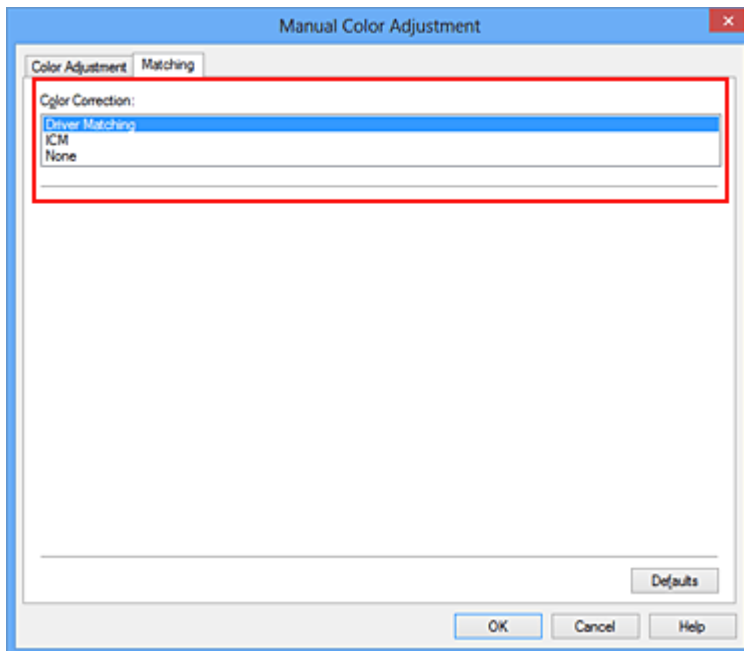 Manual Color Adjustment
Color Adjustment Matching
Color Correction:
Driver Matching
ICM
None
Defaults
OK Cancel Help